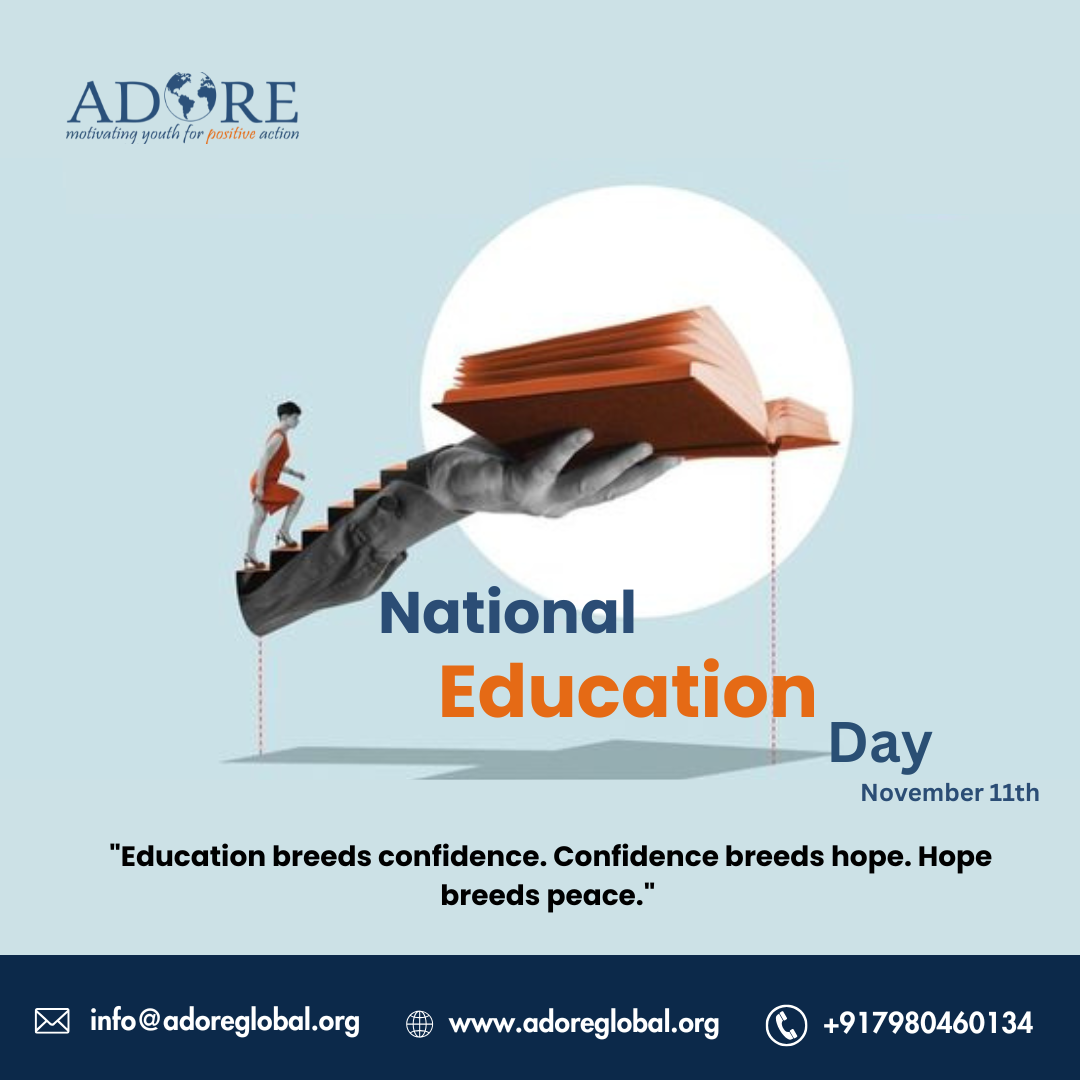 ADORE
motivating youth for positive action
National
Education
Day
November 11th
"Education breeds confidence. Confidence breeds hope. Hope
breeds peace."
info@adoreglobal.org
www.adoreglobal.org
+917980460134